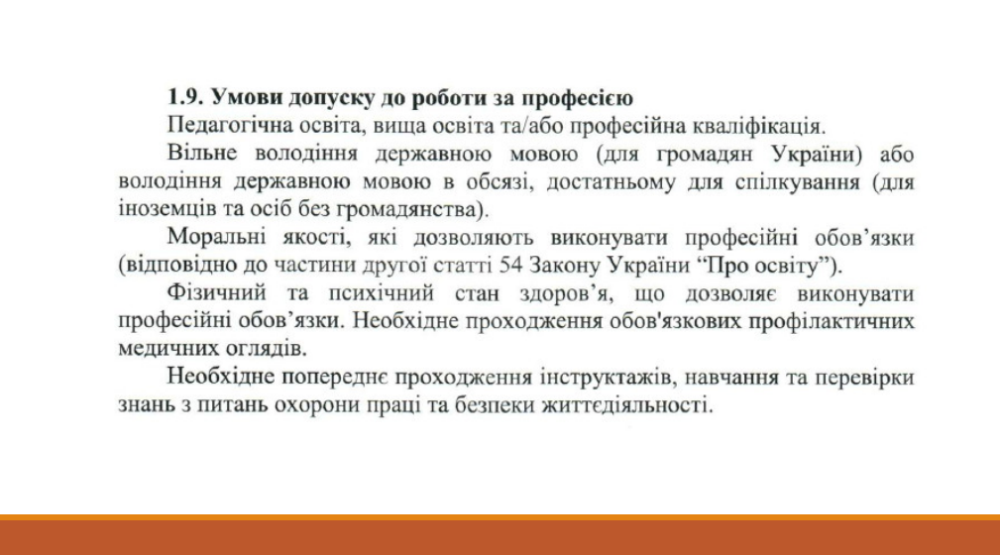 1.9. Умови допуску до роботи за професією
Педагогічна освіта, вища освіта та/або професійна кваліфікація.
Вільне володіння державною мовою (для громадян України) або
володіння державною мовою в обсязі, достатньому для спілкування (для
іноземців та осіб без громадянства).
Моральні якості, які дозволяють виконувати професійні обов’язки
(відповідно до частини другої статті 54 Закону України “Про освіту”).
Фізичний та психічний стан здоров’я, що дозволяє виконувати
професійні обов’язки. Необхідне проходження обов'язкових профілактичних
медичних оглядів.
Необхідне попереднє проходження інструктажів, навчання та перевірки
знань з питань охорони праці та безпеки життєдіяльності.